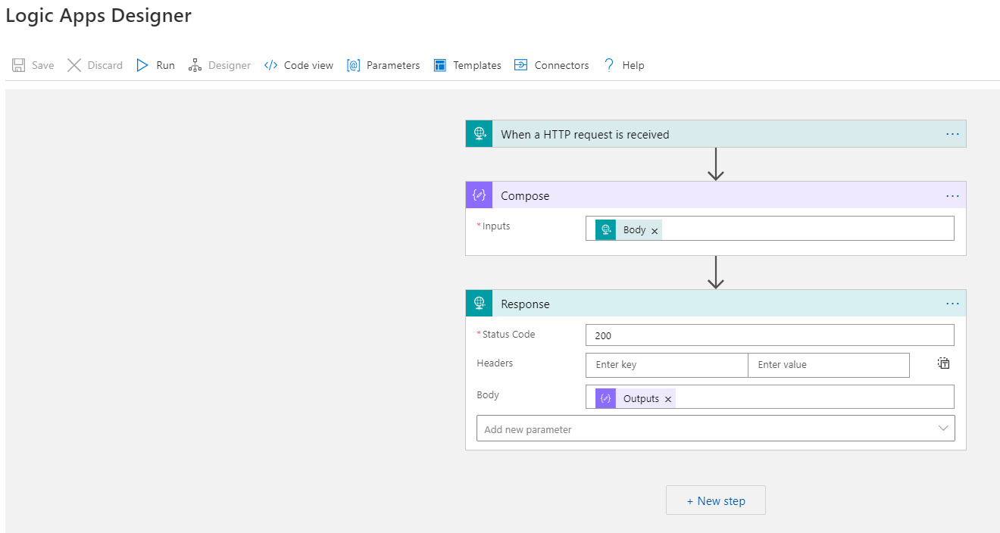 Logic Apps Designer
Save Discard Run Designer </> Code view [@] Parameters Templates Connectors ? Help
When a HTTP request is received ...
Compose ...
* Inputs Body ×
Response ...
* Status Code 200
Headers Enter key Enter value
Body Outputs ×
Add new parameter
+ New step